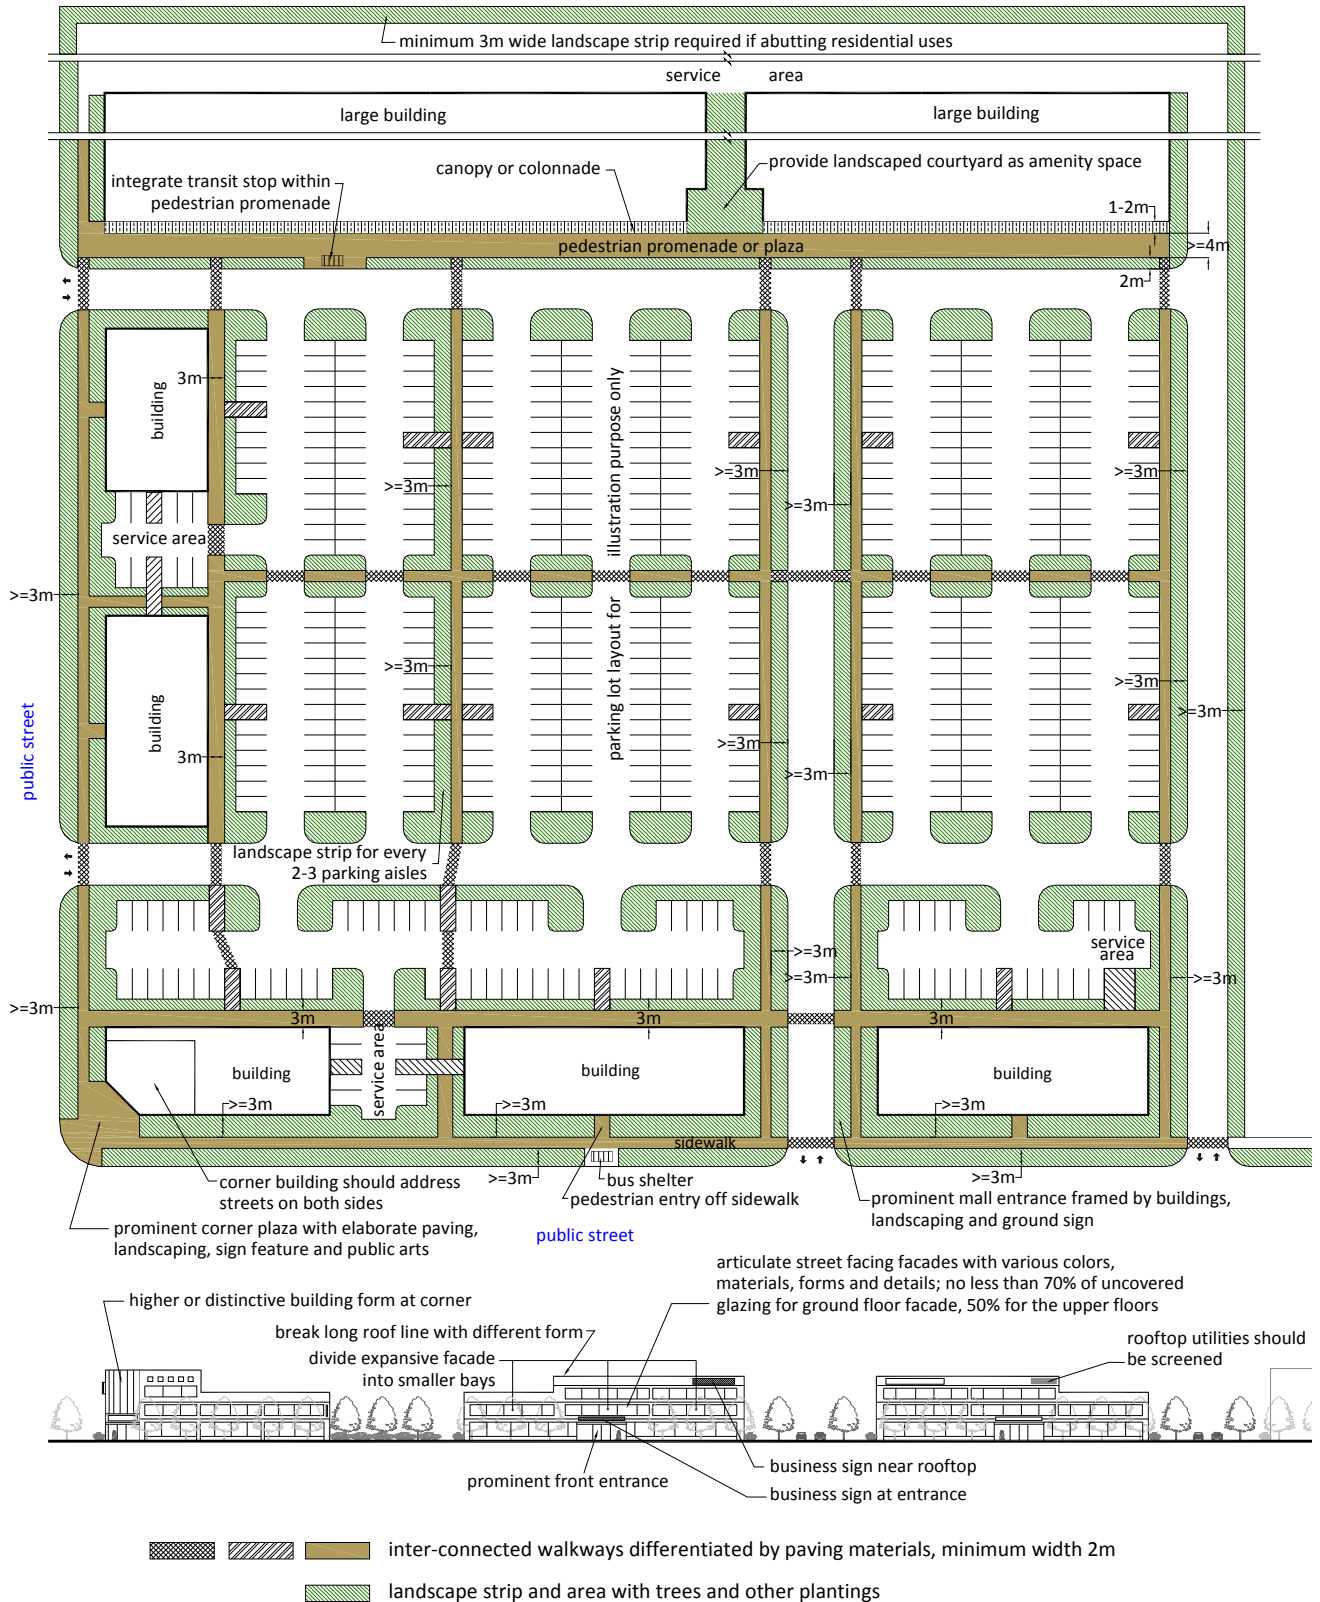 minimum 3m wide landscape strip required if abutting residential uses
service area
large building
large building
canopy or colonnade
provide landscaped courtyard as amenity space
integrate transit stop within
pedestrian promenade
1-2m
pedestrian promenade or plaza
>=4m
2m
3m
building
illustration purpose only
parking lot layout for
>=3m
>=3m
>=3m
>=3m
service area
>=3m
building
3m
>=3m
>=3m
>=3m
>=3m
>=3m
public street
landscape strip for every
2-3 parking aisles
service
area
>=3m
>=3m
>=3m
>=3m
3m
3m
3m
service area
building
building
building
>=3m
>=3m
>=3m
sidewalk
>=3m
>=3m
bus shelter
pedestrian entry off sidewalk
corner building should address
streets on both sides
prominent mall entrance framed by buildings,
landscaping and ground sign
prominent corner plaza with elaborate paving,
landscaping, sign feature and public arts
public street
articulate street facing facades with various colors,
materials, forms and details; no less than 70% of uncovered
glazing for ground floor facade, 50% for the upper floors
higher or distinctive building form at corner
break long roof line with different form
divide expansive facade
into smaller bays
rooftop utilities should
be screened
prominent front entrance
business sign near rooftop
business sign at entrance
inter-connected walkways differentiated by paving materials, minimum width 2m
landscape strip and area with trees and other plantings